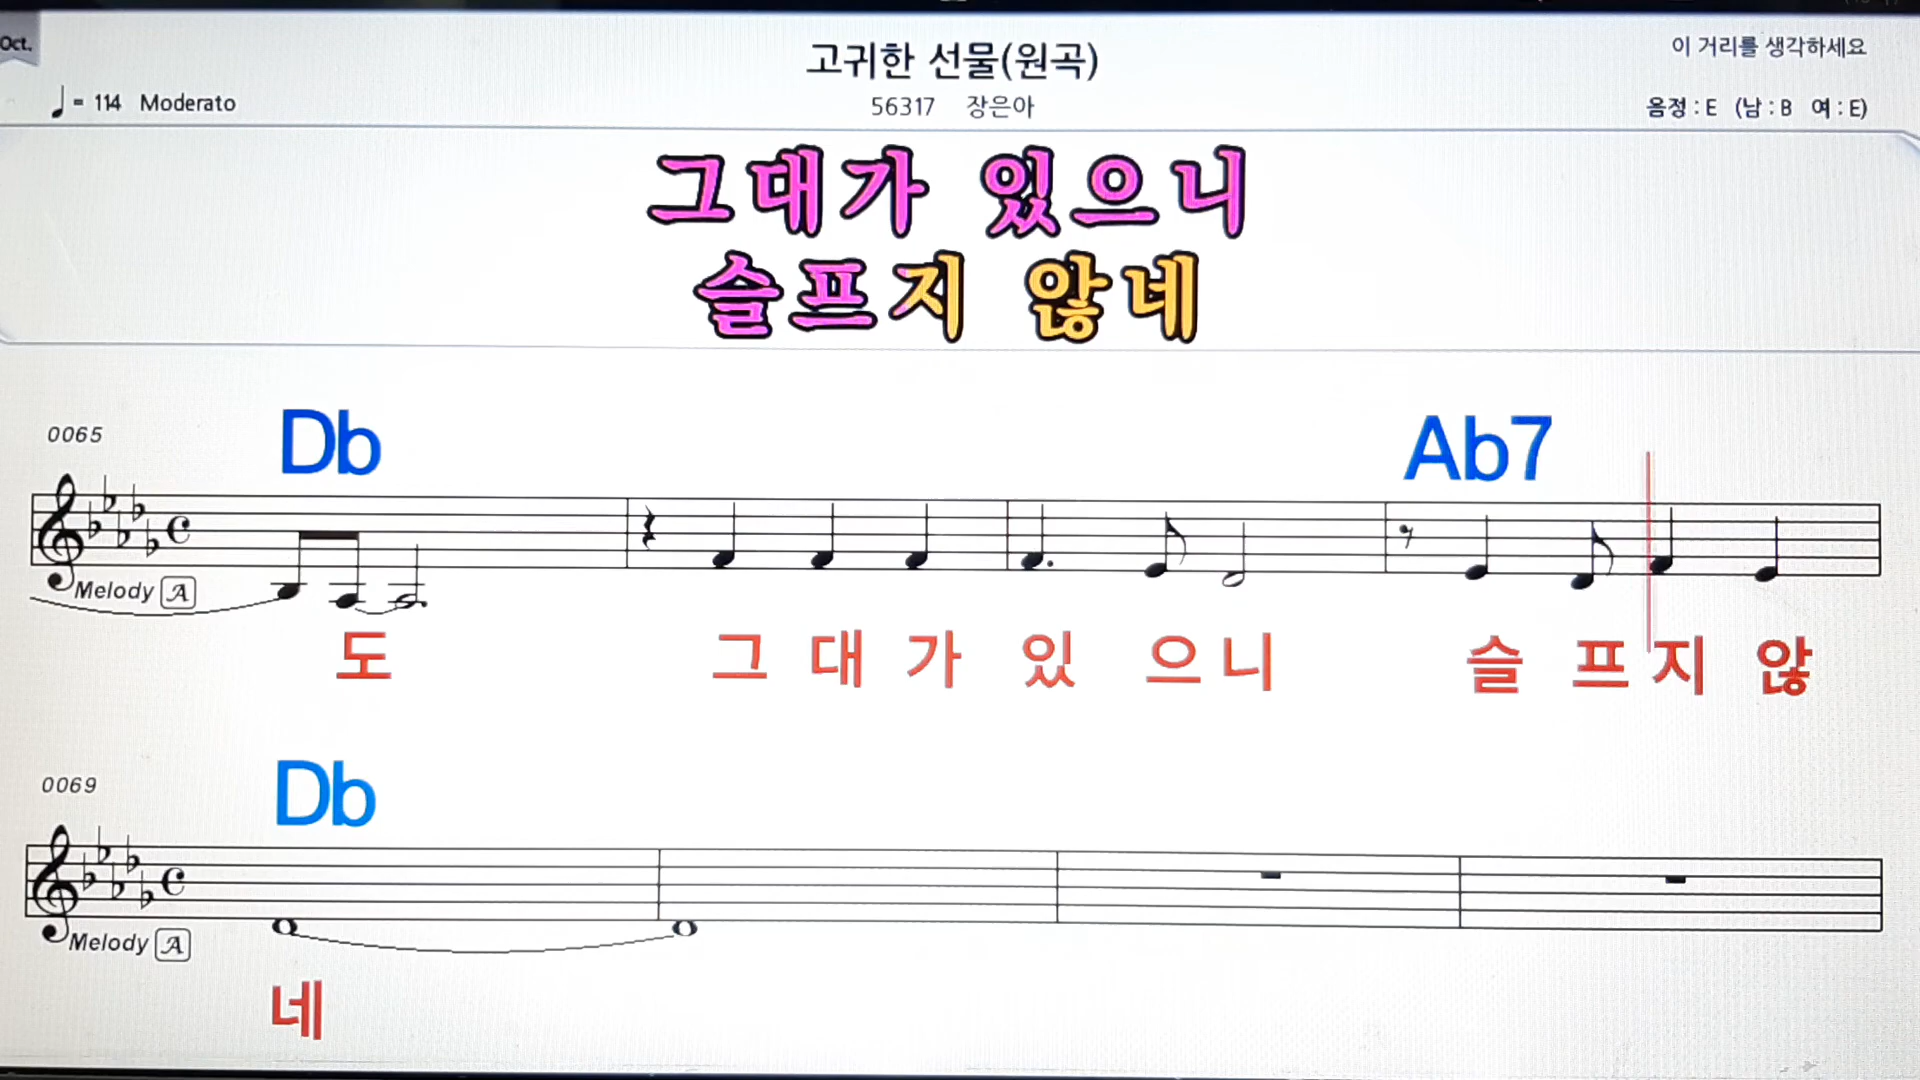 Oct.
고귀한 선물(원곡)
이 거리를 생각하세요
= 114 Moderato
56317 장은아
음정 : E (남 : B 여 : E)
그대가 있으니
슬프지 않네
0065
Db
Ab7
Melody A
도 그 대 가 있 으 니 슬 프 지 않
0069
Db
Melody A
네